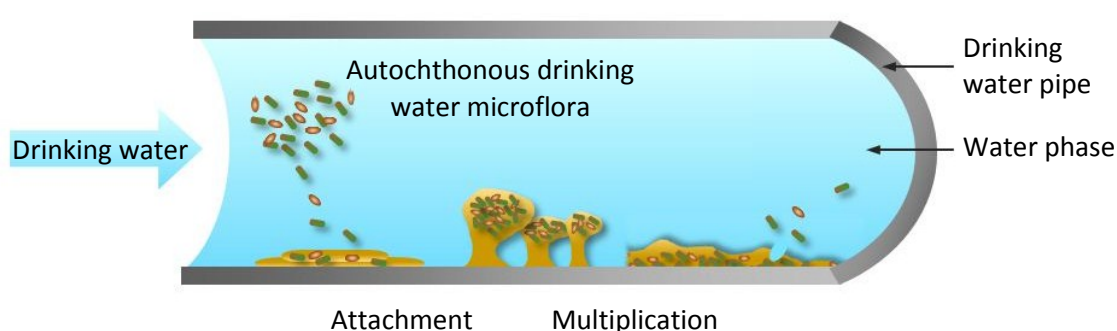 Autochthonous drinking
water microflora
Drinking
water pipe
Drinking water
Water phase
Attachment
Multiplication